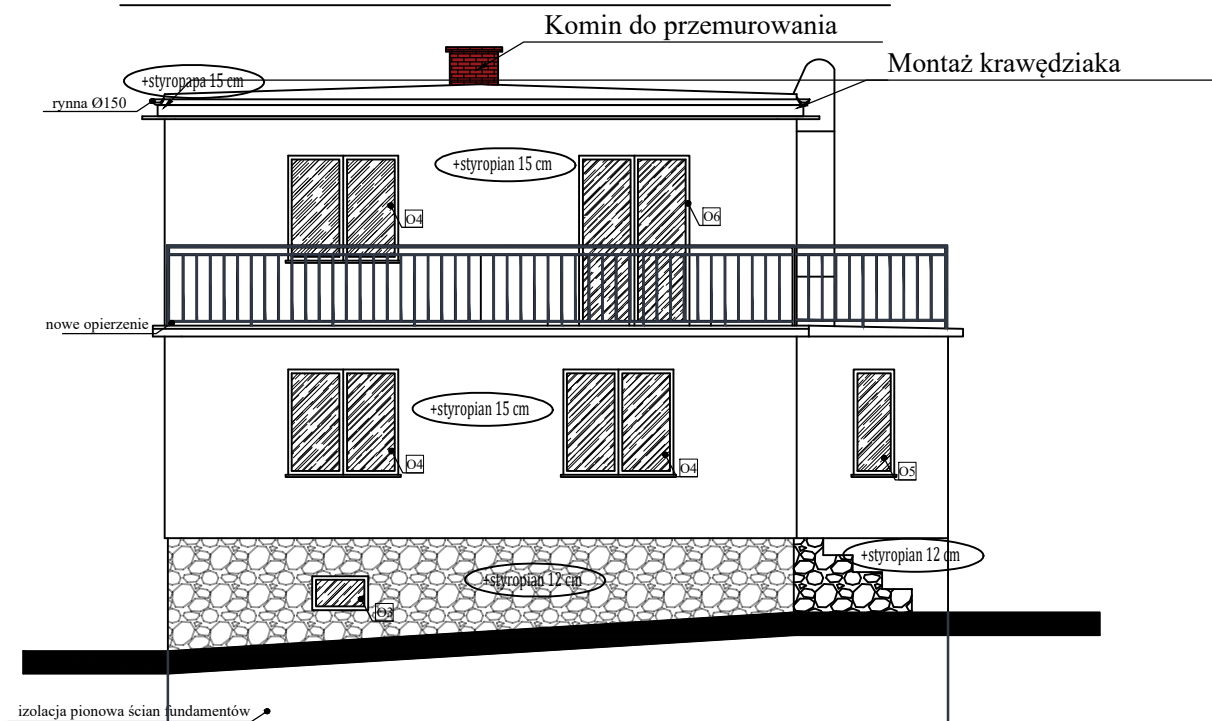 Komin do przemurowania
Montaż krawędziaka
+styropapa 15 cm
rynna Ø150
+styropian 15 cm
O4
O6
nowe opierzenie
+styropian 15 cm
O4
O4
O5
+styropian 12 cm
+styropian 12 cm
O3
izolacja pionowa ścian fundamentów